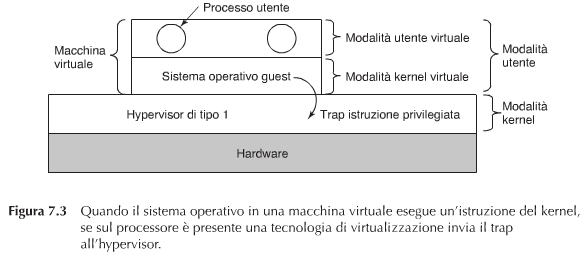 Processo utente
Macchina
virtuale
Modalità utente virtuale
Modalità
utente
Sistema operativo guest
Modalità kernel virtuale
Hypervisor di tipo 1
Trap istruzione privilegiata
Modalità
kernel
Hardware
Figura 7.3 Quando il sistema operativo in una macchina virtuale esegue un'istruzione del kernel,
se sul processore è presente una tecnologia di virtualizzazione invia il trap
all'hypervisor.